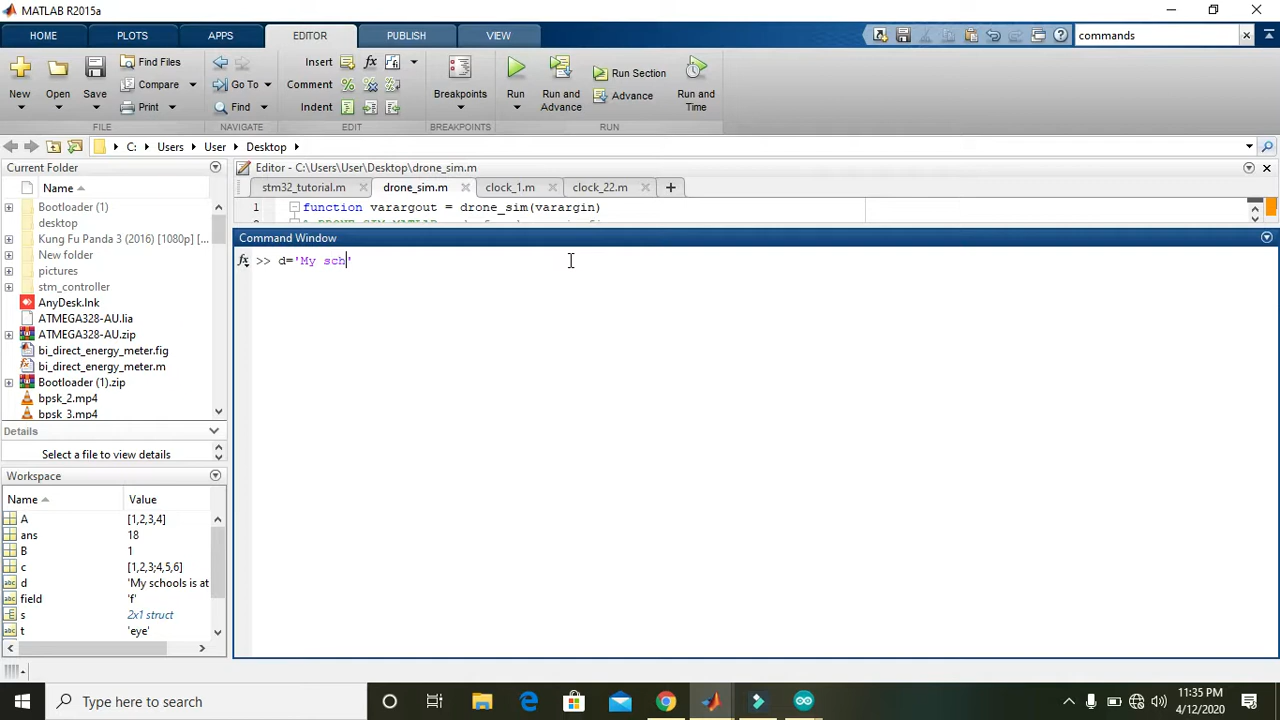 MATLAB R2015a
HOME PLOTS APPS EDITOR PUBLISH VIEW commands
New Open Save Find Files Compare Print
FILE
Go To Find
NAVIGATE
Insert fx
Comment
Indent
EDIT
Breakpoints
BREAKPOINTS
Run Run and Advance Run Section Advance Run and Time
RUN
C: Users User Desktop
Current Folder
Name
Bootloader (1)
desktop
Kung Fu Panda 3 (2016) [1080p] [...
New folder
pictures
stm_controller
AnyDesk.lnk
ATMEGA328-AU.lia
ATMEGA328-AU.zip
bi_direct_energy_meter.fig
bi_direct_energy_meter.m
Bootloader (1).zip
bpsk_2.mp4
bpsk_3.mp4
Details
Select a file to view details
Workspace
Name Value
A [1,2,3,4]
ans 18
B 1
c [1,2,3;4,5,6]
d 'My schools is at
field 'f'
s 2x1 struct
t 'eye'
Editor - C:\Users\User\Desktop\drone_sim.m
stm32_tutorial.m drone_sim.m clock_1.m clock_22.m
1 function varargout = drone_sim(varargin)
Command Window
fx >> d='My sch'
Type here to search
11:35 PM
4/12/2020